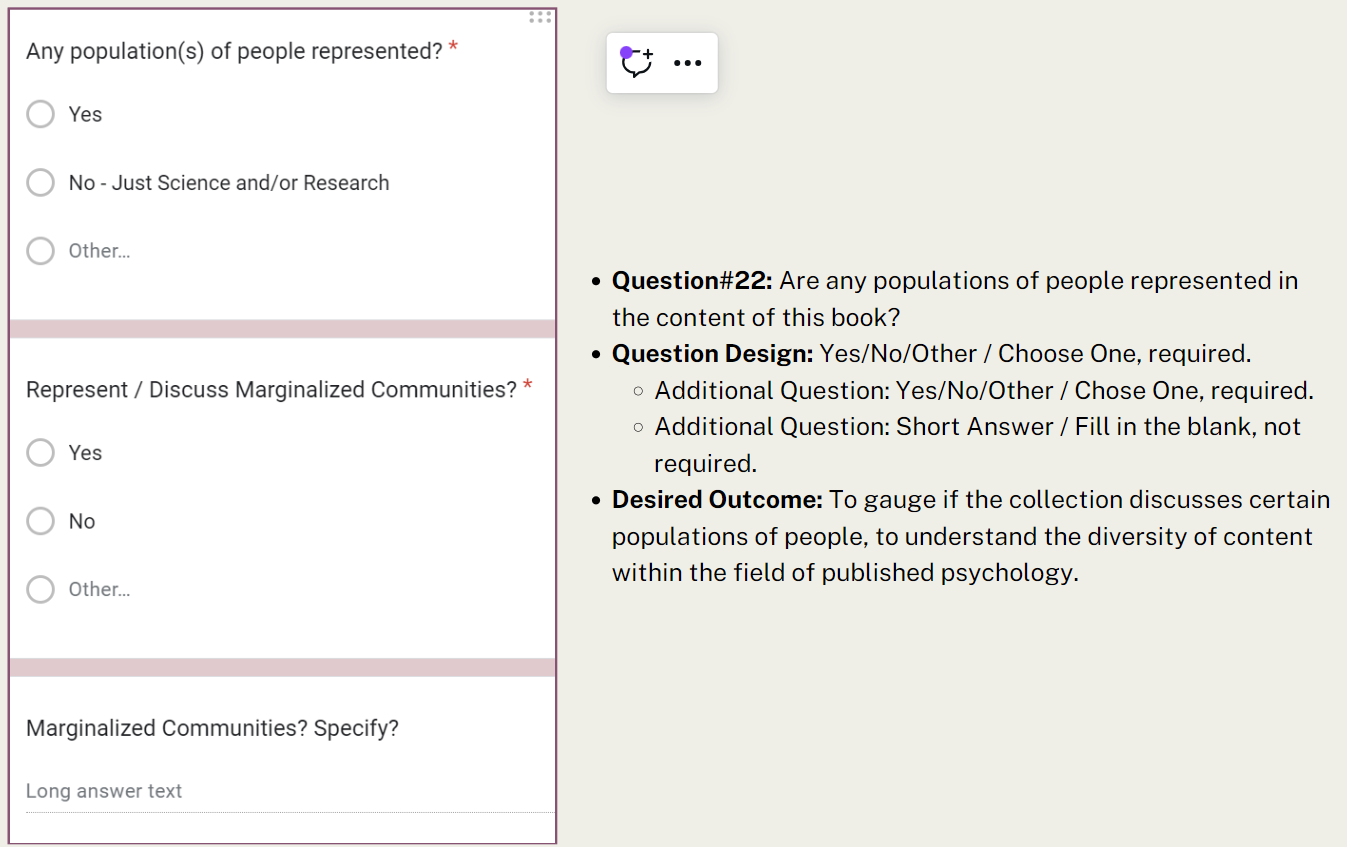 Any population(s) of people represented? *
Yes
No - Just Science and/or Research
Other...
Represent / Discuss Marginalized Communities? *
Yes
No
Other...
Marginalized Communities? Specify?
Long answer text
• Question#22: Are any populations of people represented in
the content of this book?
• Question Design: Yes/No/Other / Choose One, required.
○ Additional Question: Yes/No/Other / Chose One, required.
○ Additional Question: Short Answer / Fill in the blank, not
required.
• Desired Outcome: To gauge if the collection discusses certain
populations of people, to understand the diversity of content
within the field of published psychology.